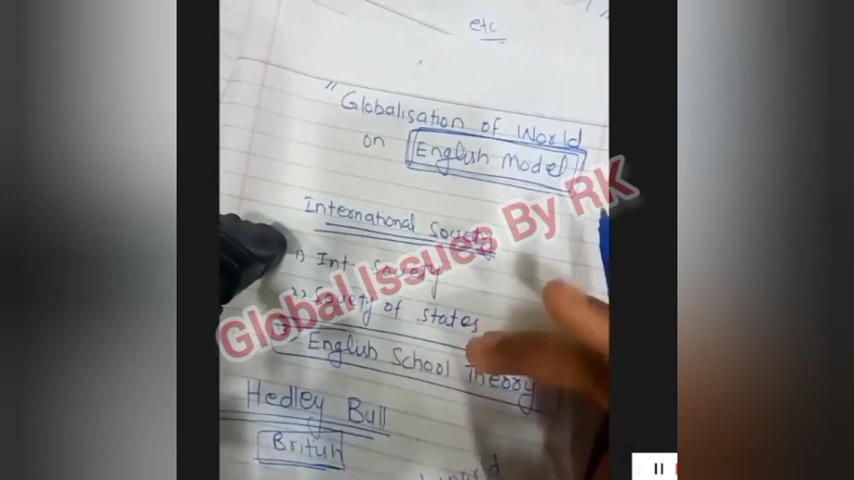 etc.
"Globalisation of World
on English Model
International Society
1) Int. Society
2) Society of states
English School Theory
Hedley Bull
British
World
Global Issues By RK